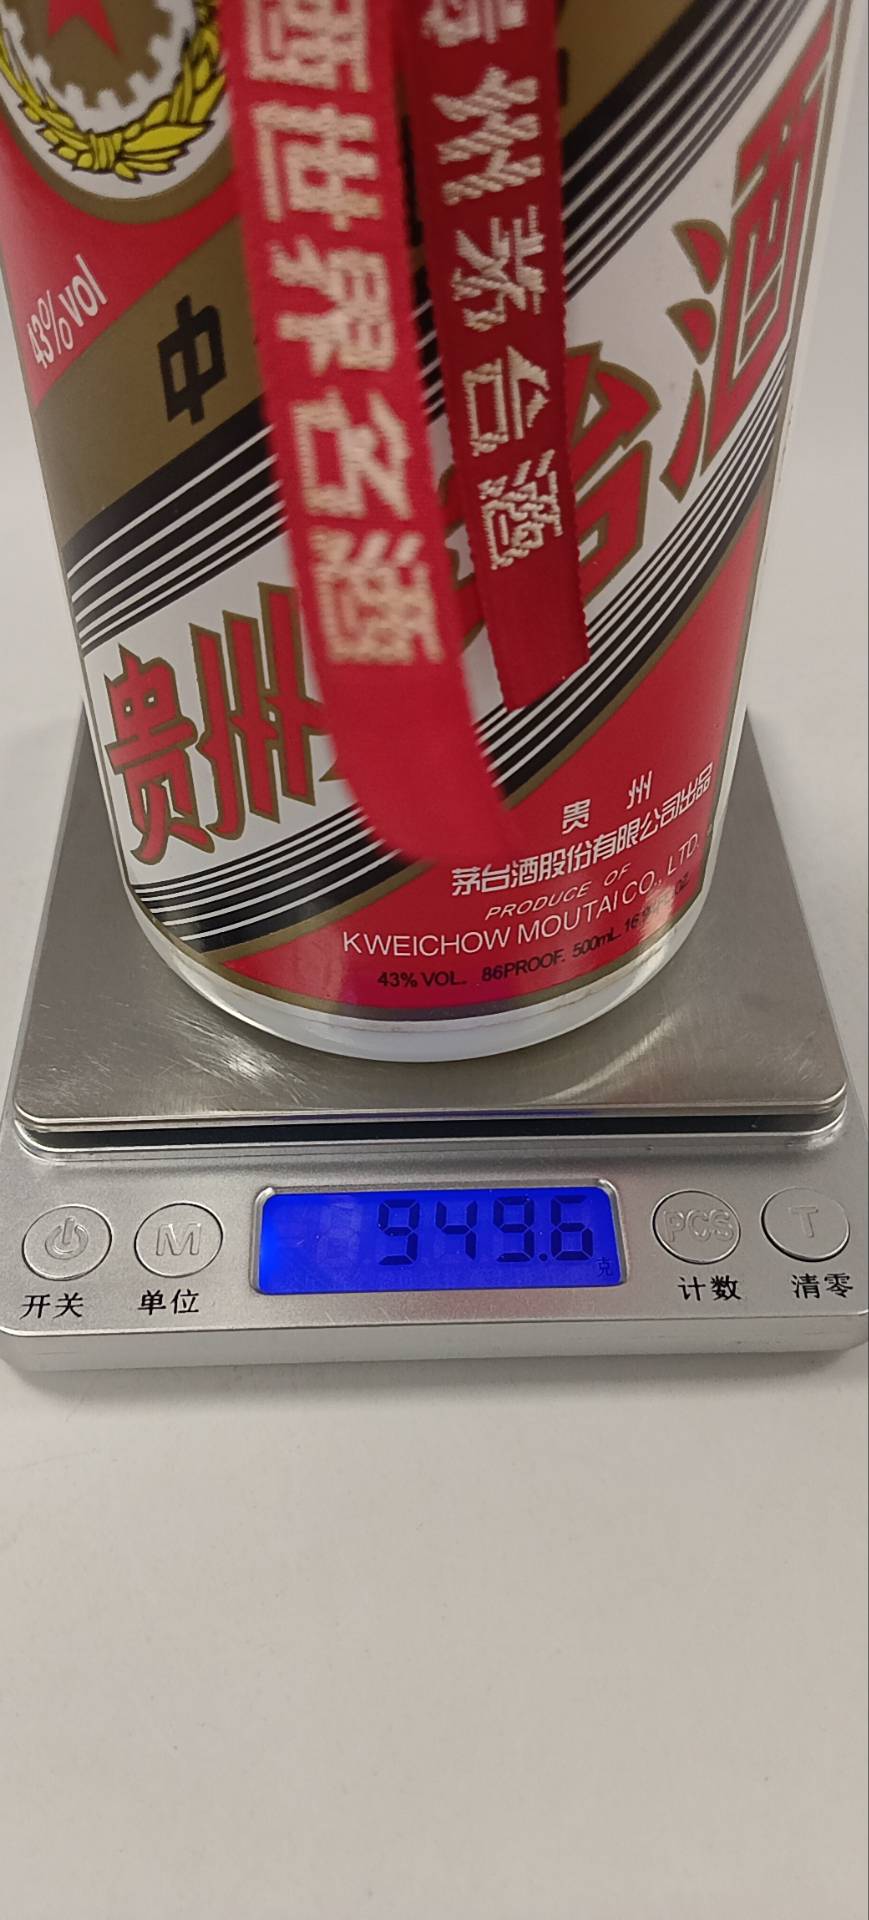 酒世界名酒
贵州茅台酒
43%vol
中
贵州
台酒
贵 州
茅台酒股份有限公司出品
PRODUCE OF
KWEICHOW MOUTAI CO., LTD.
43% VOL. 86PROOF. 500mL
949.6
克
PCS
T
M
开关
单位
计数
清零